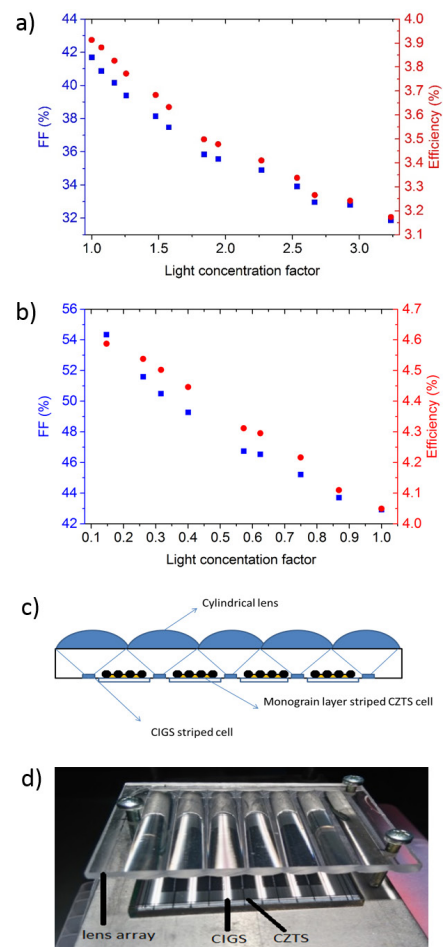 a)
44
42
40
38
36
34
32
FF (%)
4.0
3.9
3.8
3.7
3.6
3.5
3.4
3.3
3.2
3.1
Efficiency (%)
1.0 1.5 2.0 2.5 3.0
Light concentration factor
b)
56
54
52
50
48
46
44
42
FF (%)
4.7
4.6
4.5
4.4
4.3
4.2
4.1
4.0
Efficiency (%)
0.1 0.2 0.3 0.4 0.5 0.6 0.7 0.8 0.9 1.0
Light concentation factor
c)
Cylindrical lens
Monograin layer striped CZTS cell
CIGS striped cell
d)
lens array
CIGS
CZTS